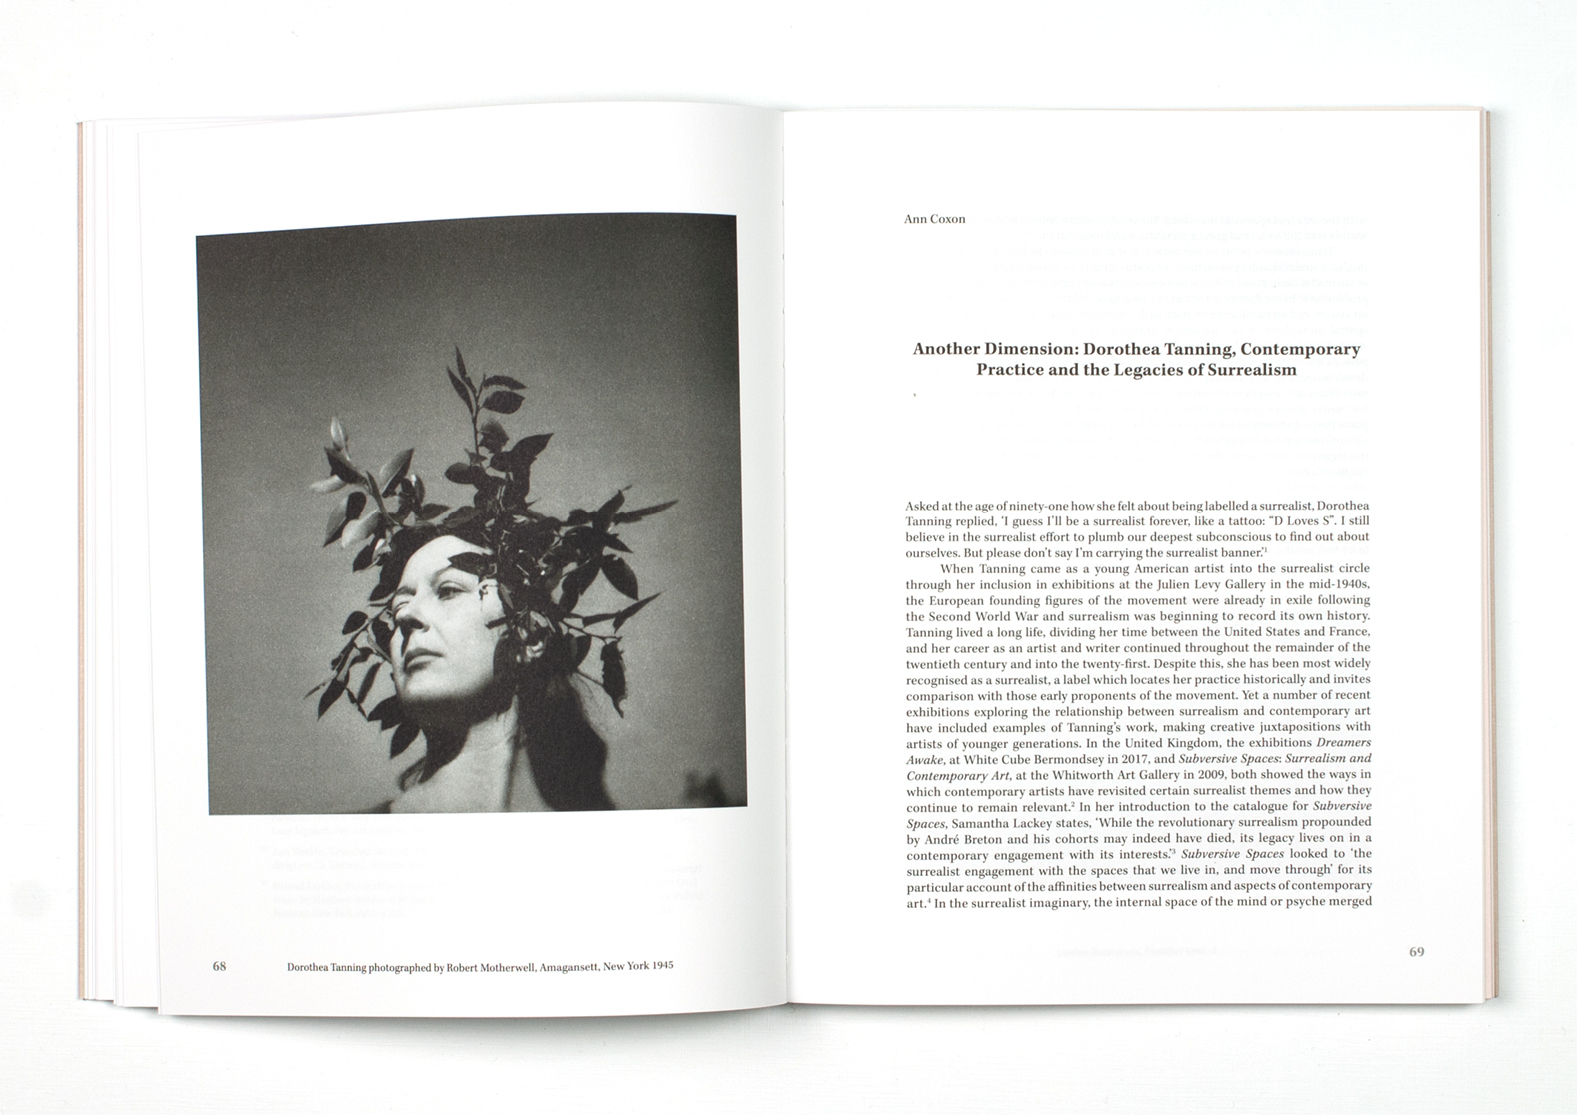 68
Dorothea Tanning photographed by Robert Motherwell, Amagansett, New York 1945
Ann Coxon
Another Dimension: Dorothea Tanning, Contemporary
Practice and the Legacies of Surrealism
Asked at the age of ninety-one how she felt about being labelled a surrealist, Dorothea
Tanning replied, ‘I guess I’ll be a surrealist forever, like a tattoo: “D Loves S”. I still
believe in the surrealist effort to plumb our deepest subconscious to find out about
ourselves. But please don’t say I’m carrying the surrealist banner.’1
When Tanning came as a young American artist into the surrealist circle
through her inclusion in exhibitions at the Julien Levy Gallery in the mid-1940s,
the European founding figures of the movement were already in exile following
the Second World War and surrealism was beginning to record its own history.
Tanning lived a long life, dividing her time between the United States and France,
and her career as an artist and writer continued throughout the remainder of the
twentieth century and into the twenty-first. Despite this, she has been most widely
recognised as a surrealist, a label which locates her practice historically and invites
comparison with those early proponents of the movement. Yet a number of recent
exhibitions exploring the relationship between surrealism and contemporary art
have included examples of Tanning’s work, making creative juxtapositions with
artists of younger generations. In the United Kingdom, the exhibitions Dreamers
Awake, at White Cube Bermondsey in 2017, and Subversive Spaces: Surrealism and
Contemporary Art, at the Whitworth Art Gallery in 2009, both showed the ways in
which contemporary artists have revisited certain surrealist themes and how they
continue to remain relevant.2 In her introduction to the catalogue for Subversive
Spaces, Samantha Lackey states, ‘While the revolutionary surrealism propounded
by André Breton and his cohorts may indeed have died, its legacy lives on in a
contemporary engagement with its interests.’3 Subversive Spaces looked to ‘the
surrealist engagement with the spaces that we live in, and move through’ for its
particular account of the affinities between surrealism and aspects of contemporary
art.4 In the surrealist imaginary, the internal space of the mind or psyche merged
69